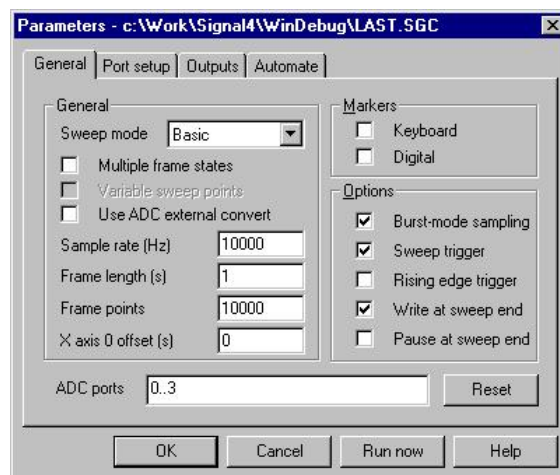 Parameters - c:\Work\Signal4\WinDebug\LAST.SGC
General Port setup Outputs Automate
General
Sweep mode Basic
Multiple frame states
Variable sweep points
Use ADC external convert
Sample rate (Hz) 10000
Frame length (s) 1
Frame points 10000
X axis 0 offset (s) 0
Markers
Keyboard
Digital
Options
Burst-mode sampling
Sweep trigger
Rising edge trigger
Write at sweep end
Pause at sweep end
ADC ports 0..3 Reset
OK Cancel Run now Help